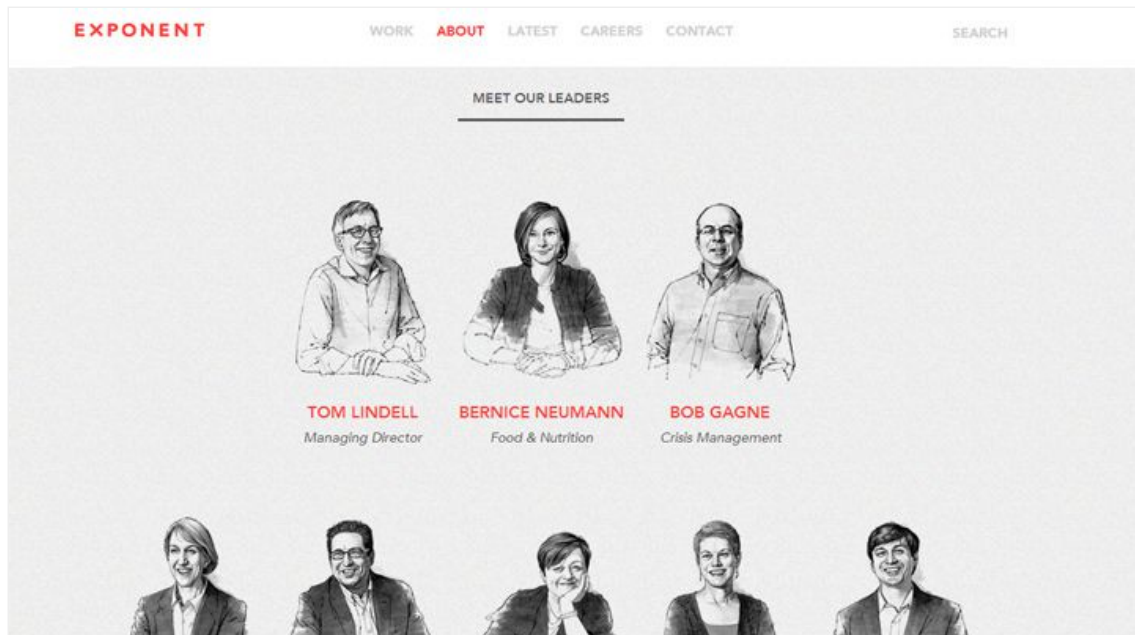 EXPONENT WORK ABOUT LATEST CAREERS CONTACT SEARCH
MEET OUR LEADERS
TOM LINDELL BERNICE NEUMANN BOB GAGNE
Managing Director Food & Nutrition Crisis Management